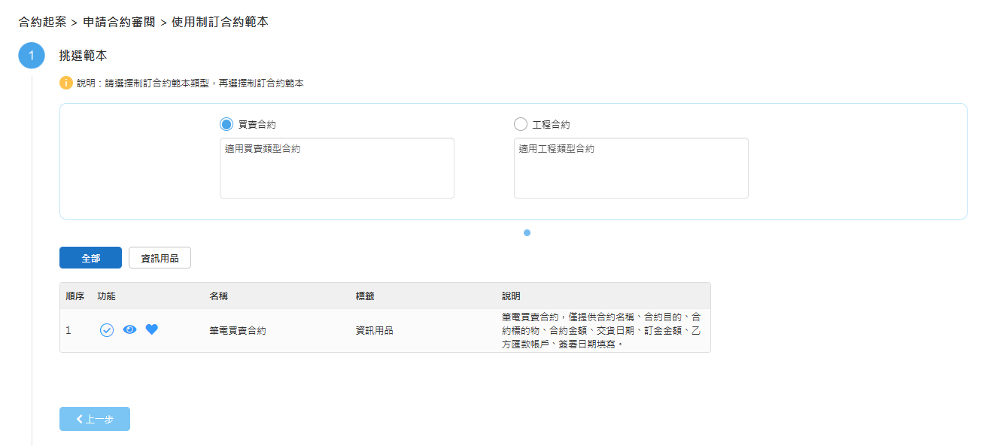 合約起案 > 申請合約審閱 > 使用制訂合約範本
1 挑選範本
說明：請選擇制訂合約範本類型，再選擇制訂合約範本
買賣合約 工程合約
適用買賣類型合約 適用工程類型合約
全部 資訊用品
順序 功能 名稱 標籤 說明
筆電買賣合約，僅提供合約名稱、合約目的、合
1 筆電買賣合約 資訊用品 約標的物、合約金額、交貨日期、訂金金額、乙
方匯款帳戶、簽署日期填寫。
上一步